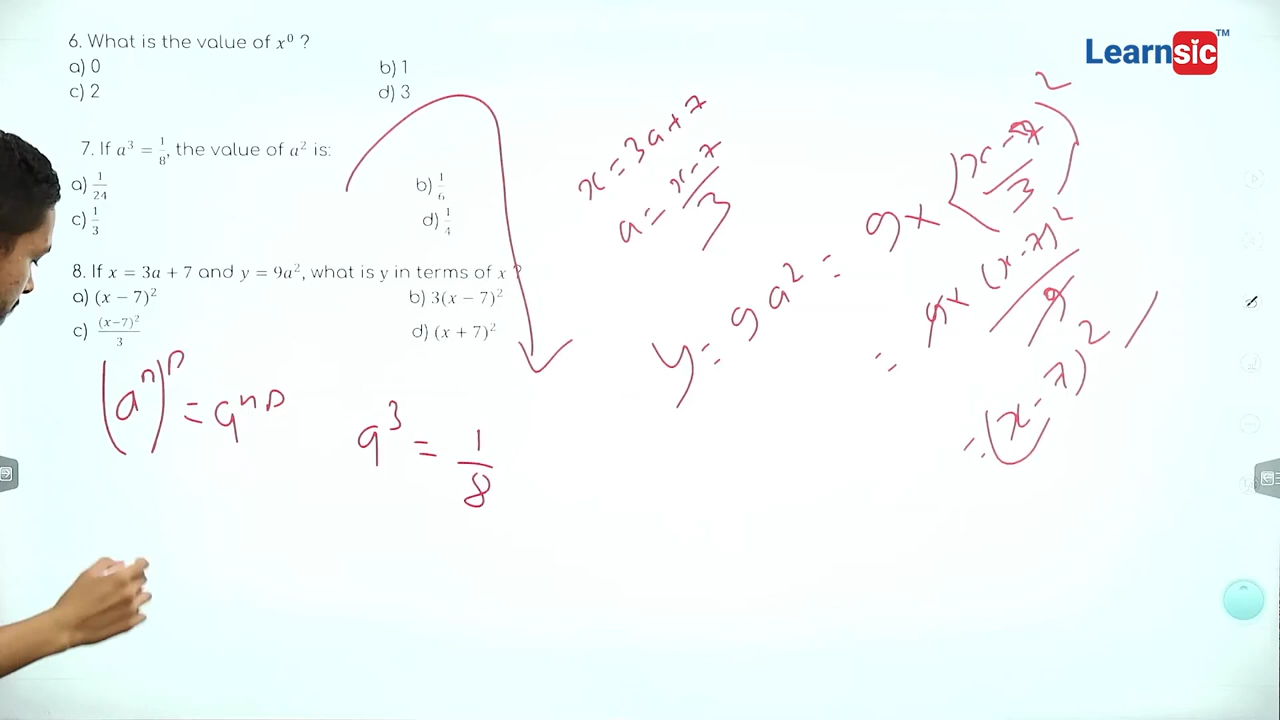 Learnsic™
6. What is the value of x⁰ ?
a) 0
b) 1
c) 2
d) 3
7. If a³ = 1/8, the value of a² is:
a) 1/24
b) 1/6
c) 1/3
d) 1/4
8. If x = 3a + 7 and y = 9a², what is y in terms of x ?
a) (x − 7)²
b) 3(x − 7)²
c) (x−7)²/3
d) (x + 7)²
(aⁿ)ᵖ = aⁿᵖ
a³ = 1/8
x = 3a + 7
a = x − 7/3
y = 9a² = 9 × (x − 7/3)²
= 9 × (x − 7)²/9
= (x − 7)²